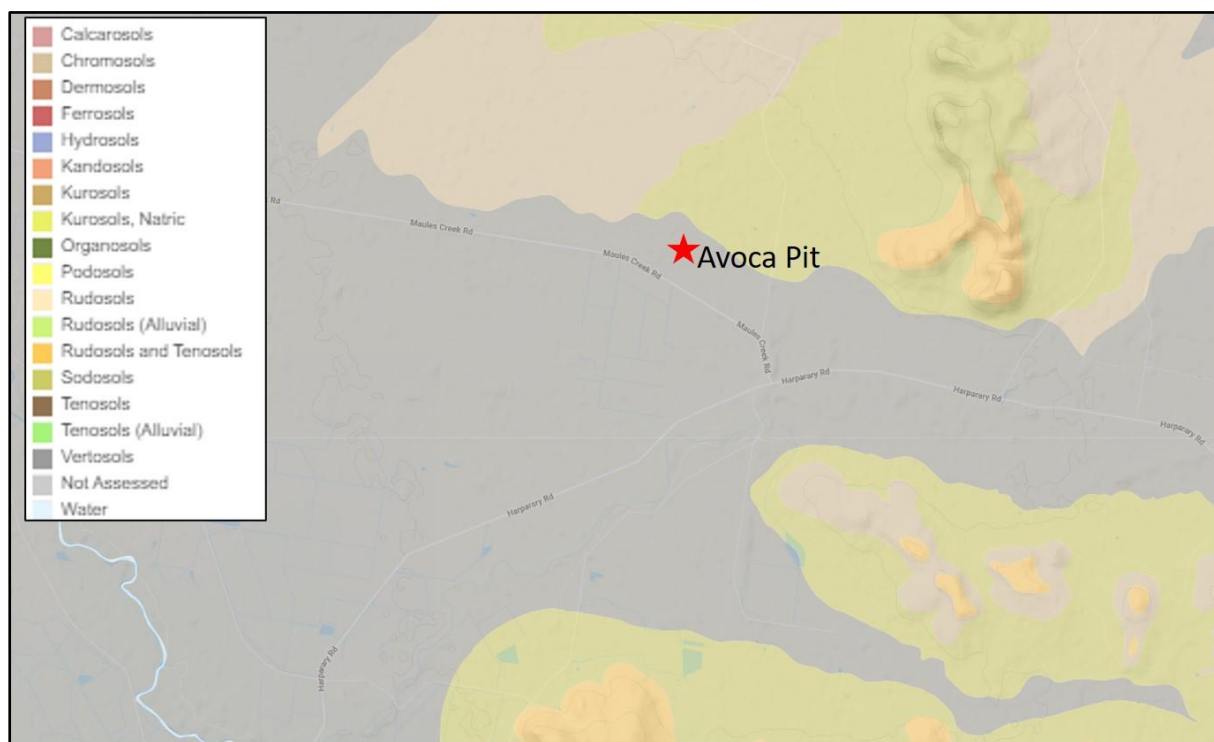 Calcarosols
Chromosols
Dermosols
Ferrosols
Hydrosols
Kandosols
Kurosols
Kurosols, Natric
Organosols
Podosols
Rudosols
Rudosols (Alluvial)
Rudosols and Tenosols
Sodosols
Tenosols
Tenosols (Alluvial)
Vertosols
Not Assessed
Water
Rd
Maules Creek Rd
Maules Creek Rd
Avoca Pit
Maules Creek Rd
Harparary Rd
Harparary Rd
Harparary Rd
Harparary Rd
Harparary Rd